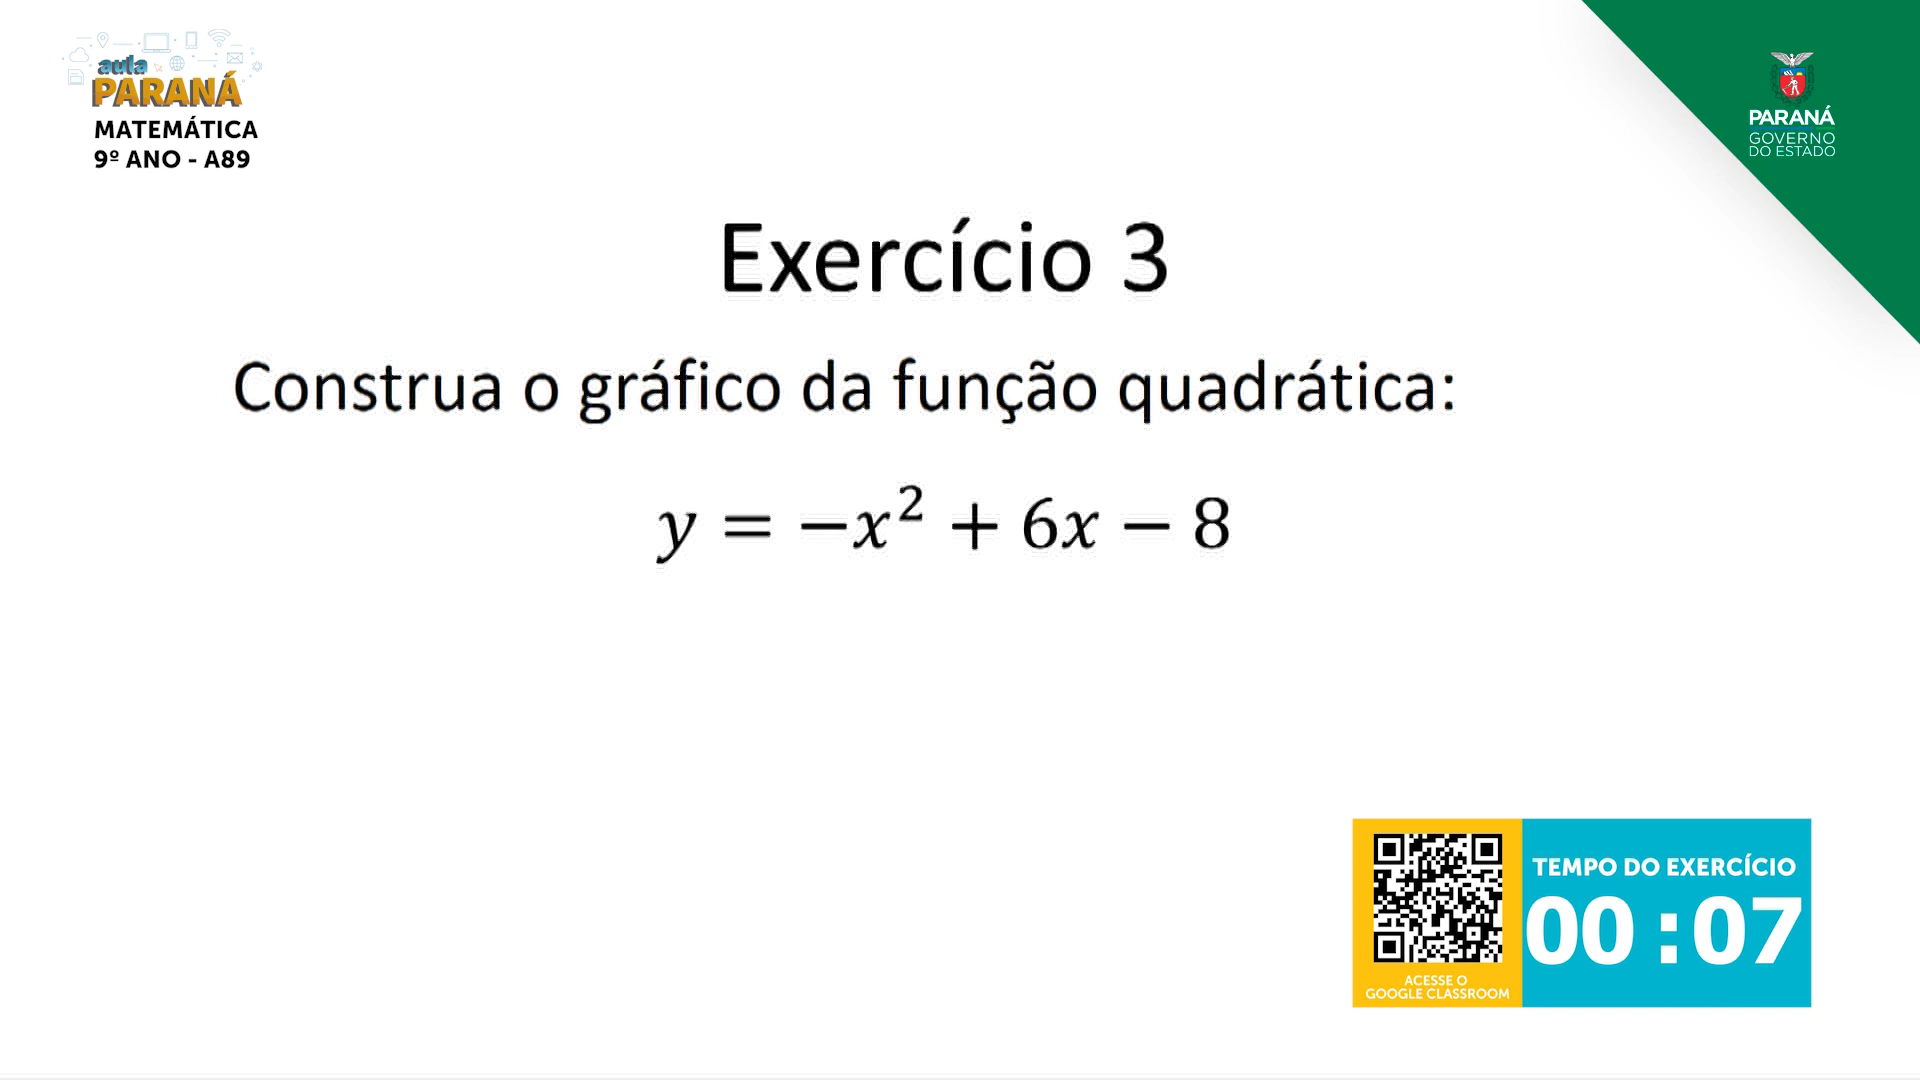 aula
PARANÁ
MATEMÁTICA
9º ANO - A89
PARANÁ
GOVERNO
DO ESTADO
Exercício 3
Construa o gráfico da função quadrática:
y = −x² + 6x − 8
TEMPO DO EXERCÍCIO
00:07
ACESSE O
GOOGLE CLASSROOM